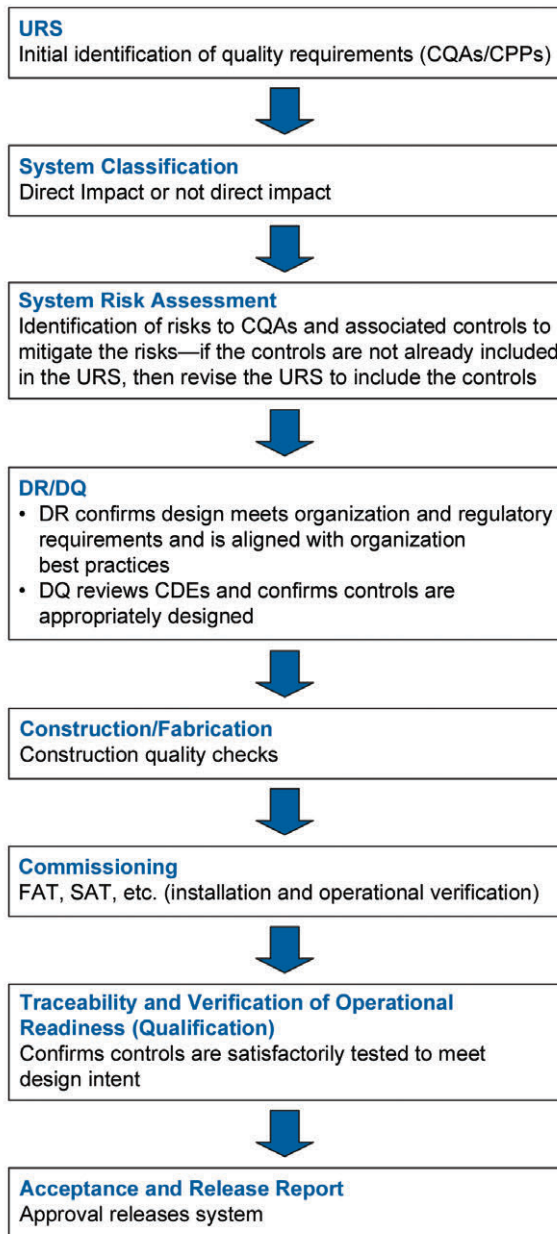 URS
Initial identification of quality requirements (CQAs/CPPs)
System Classification
Direct Impact or not direct impact
System Risk Assessment
Identification of risks to CQAs and associated controls to
mitigate the risks—if the controls are not already included
in the URS, then revise the URS to include the controls
DR/DQ
• DR confirms design meets organization and regulatory
requirements and is aligned with organization
best practices
• DQ reviews CDEs and confirms controls are
appropriately designed
Construction/Fabrication
Construction quality checks
Commissioning
FAT, SAT, etc. (installation and operational verification)
Traceability and Verification of Operational
Readiness (Qualification)
Confirms controls are satisfactorily tested to meet
design intent
Acceptance and Release Report
Approval releases system